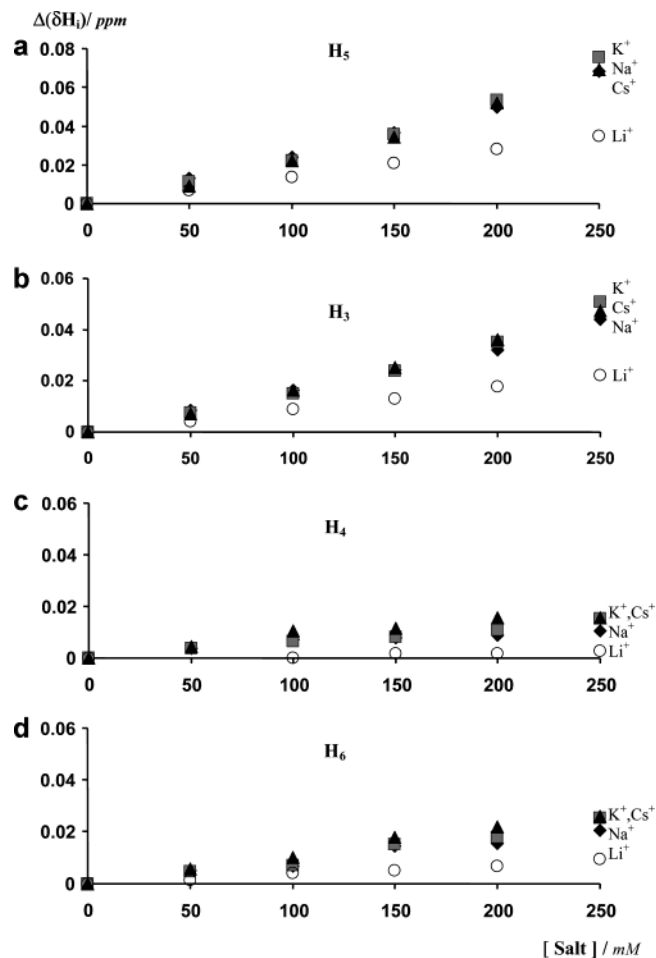 Δ(δHᵢ)/ ppm
a
H₅
0.08
0.06
0.04
0.02
0
K⁺
Na⁺
Cs⁺
Li⁺
0 50 100 150 200 250
b
H₃
0.06
0.04
0.02
0
K⁺
Cs⁺
Na⁺
Li⁺
0 50 100 150 200 250
c
H₄
0.06
0.04
0.02
0
K⁺,Cs⁺
Na⁺
Li⁺
0 50 100 150 200 250
d
H₆
0.06
0.04
0.02
0
K⁺,Cs⁺
Na⁺
Li⁺
0 50 100 150 200 250
[ Salt ] / mM